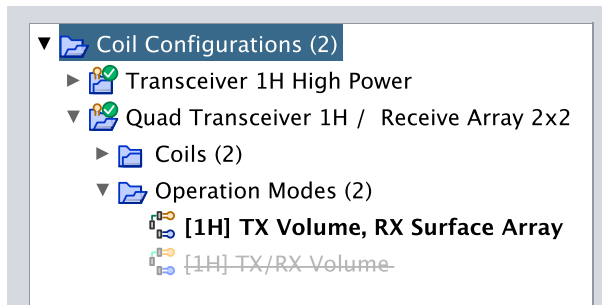 Coil Configurations (2)
Transceiver 1H High Power
Quad Transceiver 1H / Receive Array 2x2
Coils (2)
Operation Modes (2)
[1H] TX Volume, RX Surface Array
[1H] TX/RX Volume